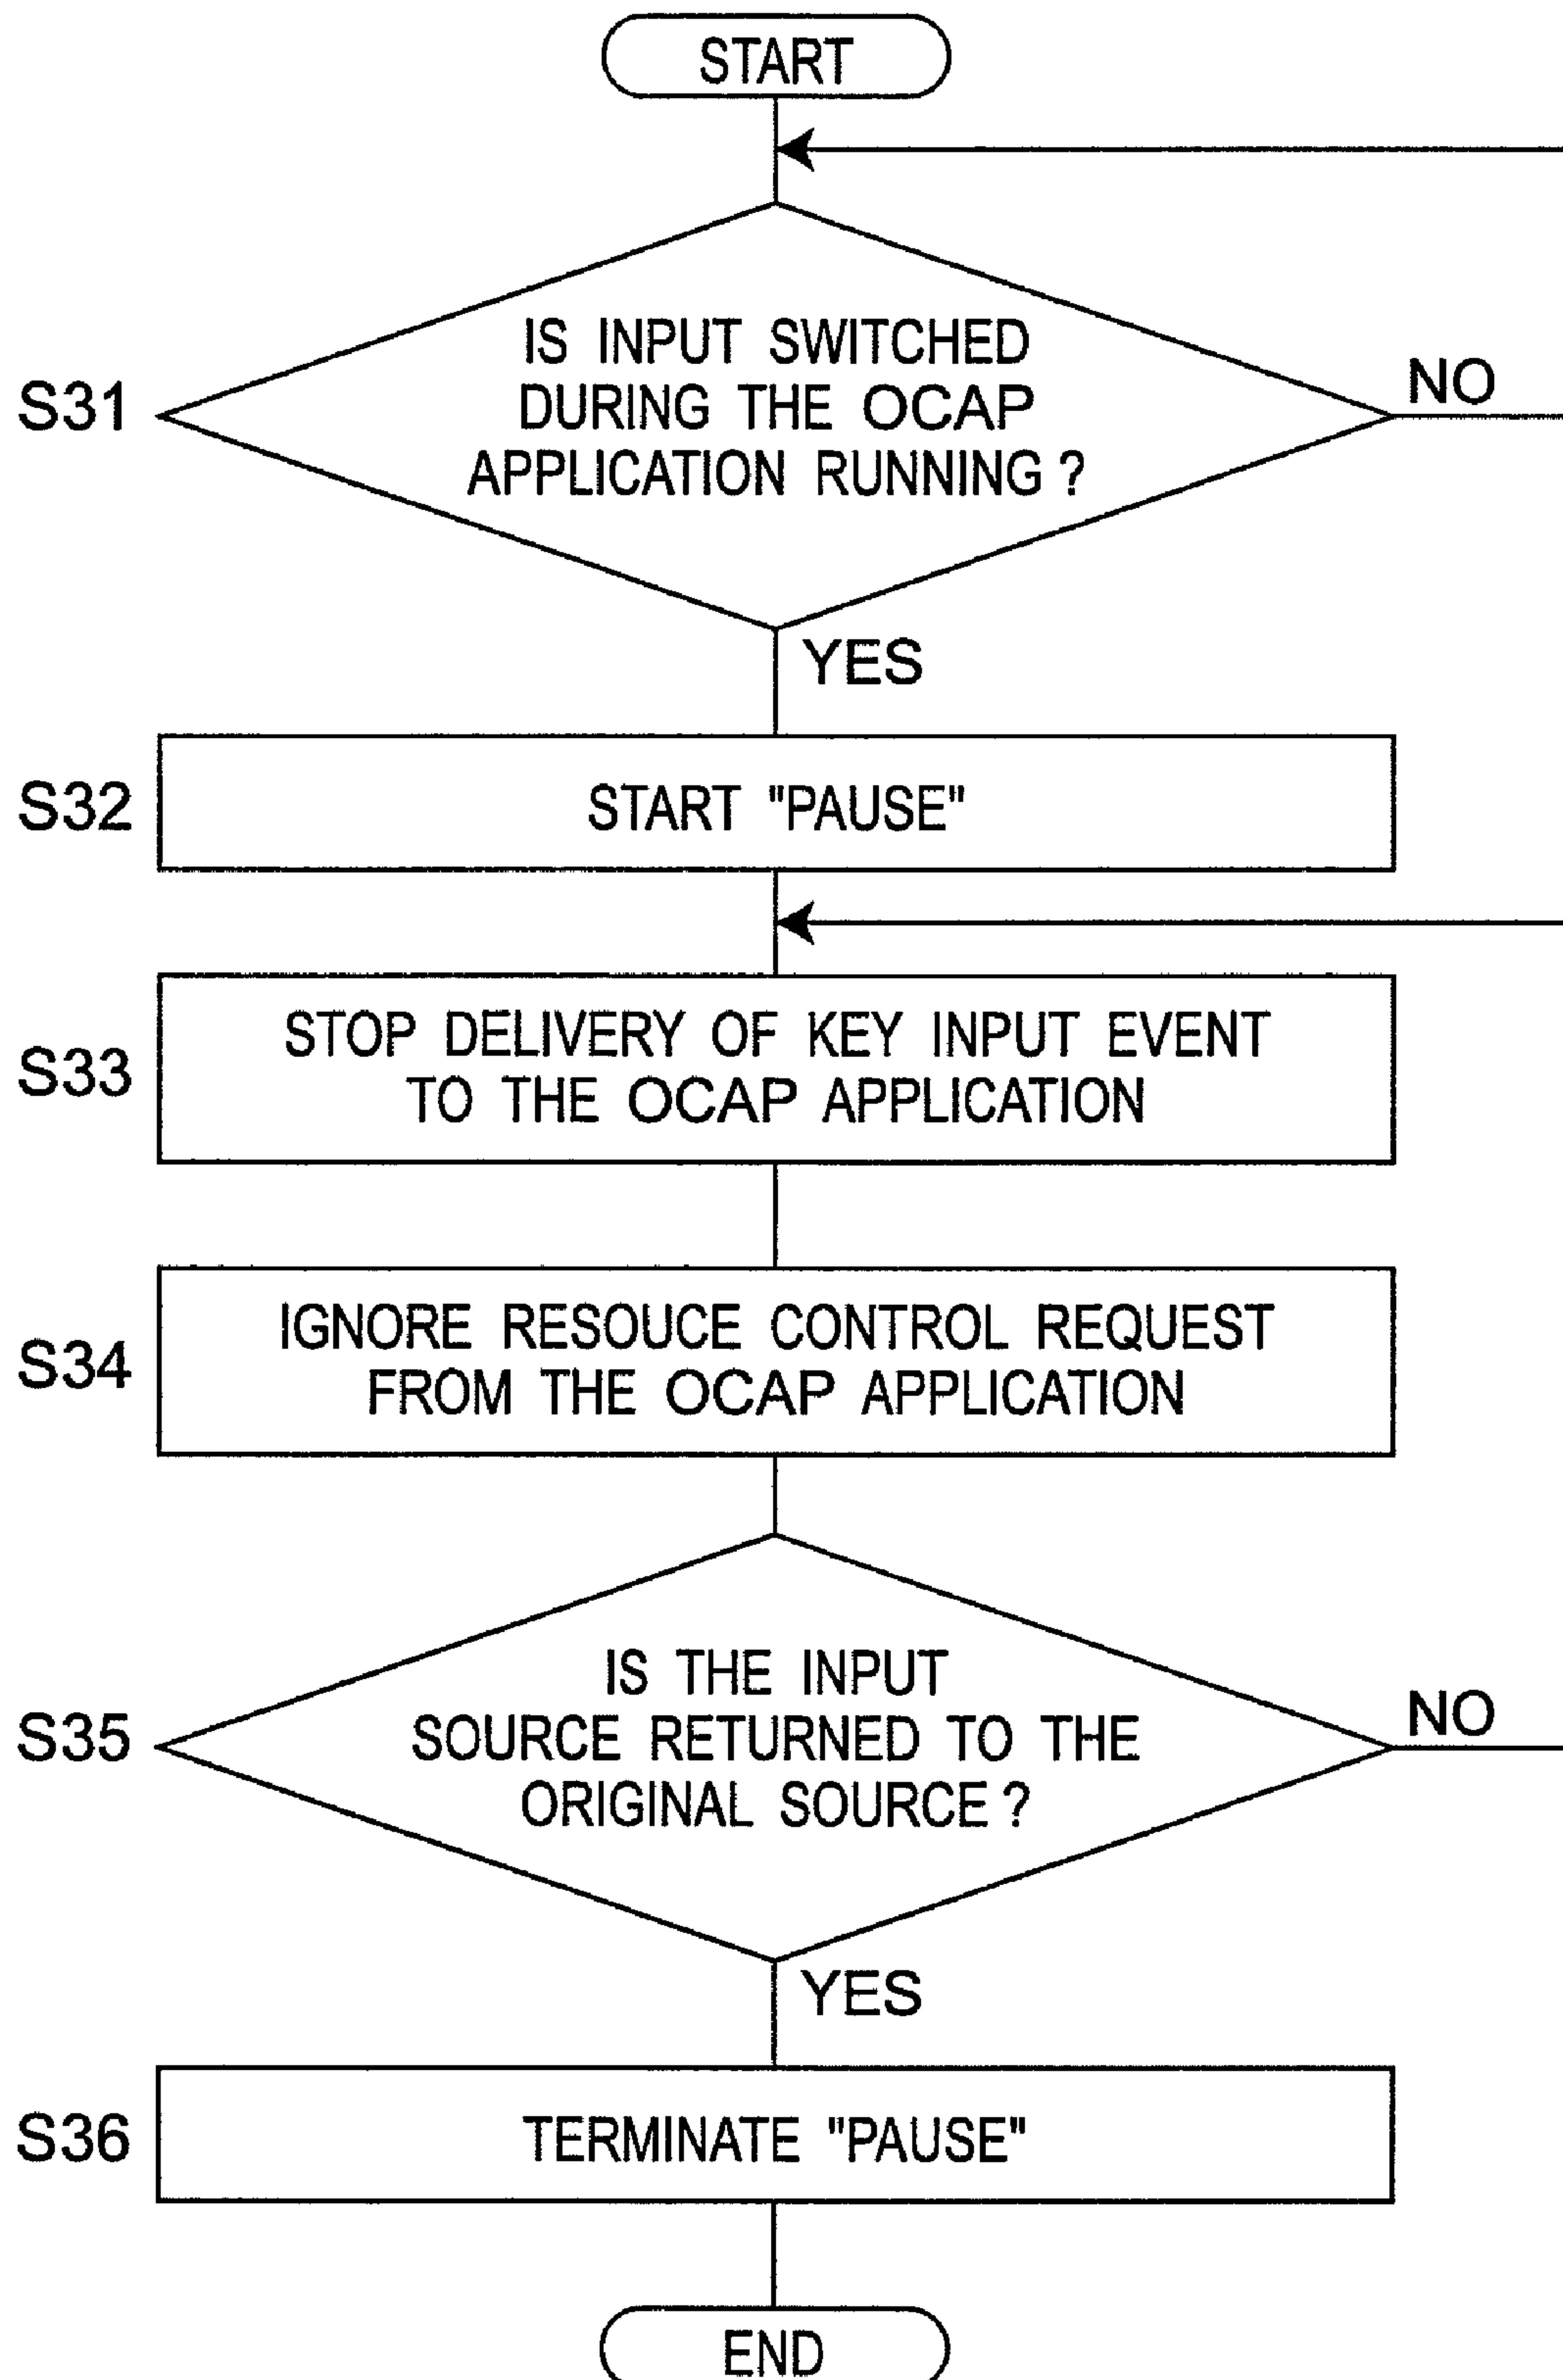 START
IS INPUT SWITCHED
DURING THE OCAP
APPLICATION RUNNING ?
NO
S31
YES
START "PAUSE"
S32
STOP DELIVERY OF KEY INPUT EVENT
TO THE OCAP APPLICATION
S33
IGNORE RESOUCE CONTROL REQUEST
FROM THE OCAP APPLICATION
S34
IS THE INPUT
SOURCE RETURNED TO THE
ORIGINAL SOURCE ?
NO
S35
YES
TERMINATE "PAUSE"
S36
END